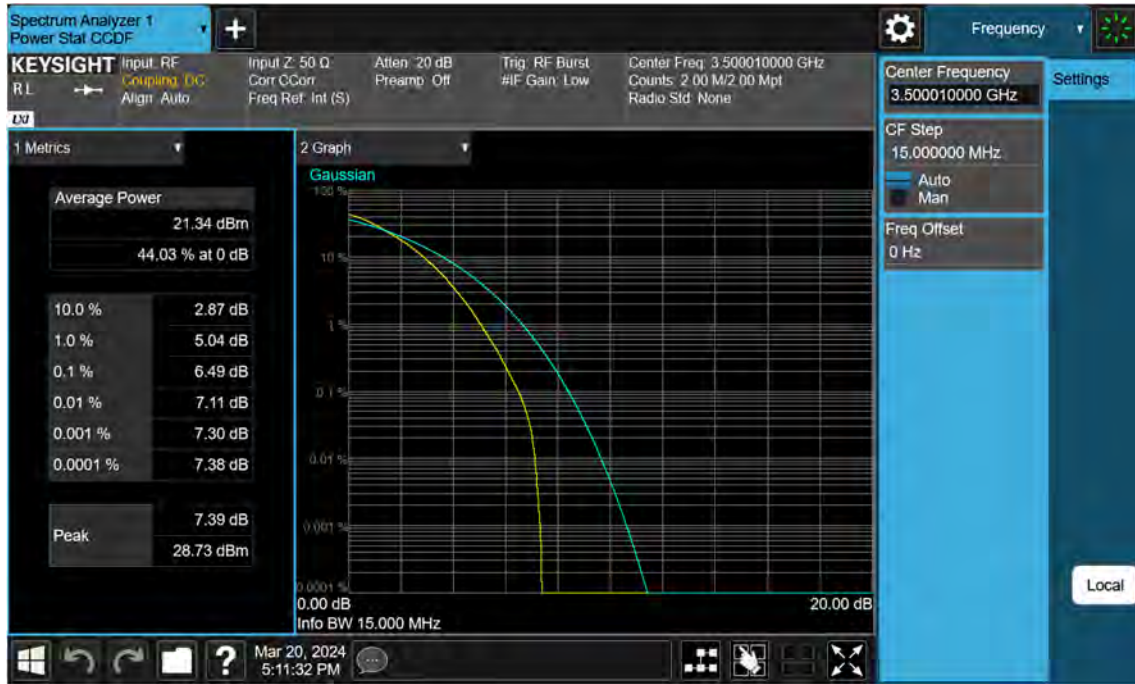 Spectrum Analyzer 1
Power Stat CCDF
+
Frequency
KEYSIGHT
RL
LXI
Input: RF
Coupling: DC
Align: Auto
Input Z: 50 Ω
Corr CCorr
Freq Ref: Int (S)
Atten: 20 dB
Preamp: Off
Trig: RF Burst
#IF Gain: Low
Center Freq: 3.500010000 GHz
Counts: 2.00 M/2.00 Mpt
Radio Std: None
Center Frequency
3.500010000 GHz
Settings
CF Step
15.000000 MHz
Auto
Man
Freq Offset
0 Hz
1 Metrics
Average Power
21.34 dBm
44.03 % at 0 dB
10.0 % 2.87 dB
1.0 % 5.04 dB
0.1 % 6.49 dB
0.01 % 7.11 dB
0.001 % 7.30 dB
0.0001 % 7.38 dB
Peak
7.39 dB
28.73 dBm
2 Graph
Gaussian
100 %
10 %
1 %
0.1 %
0.01 %
0.001 %
0.0001 %
0.00 dB 20.00 dB
Info BW 15.000 MHz
Local
?
Mar 20, 2024
5:11:32 PM